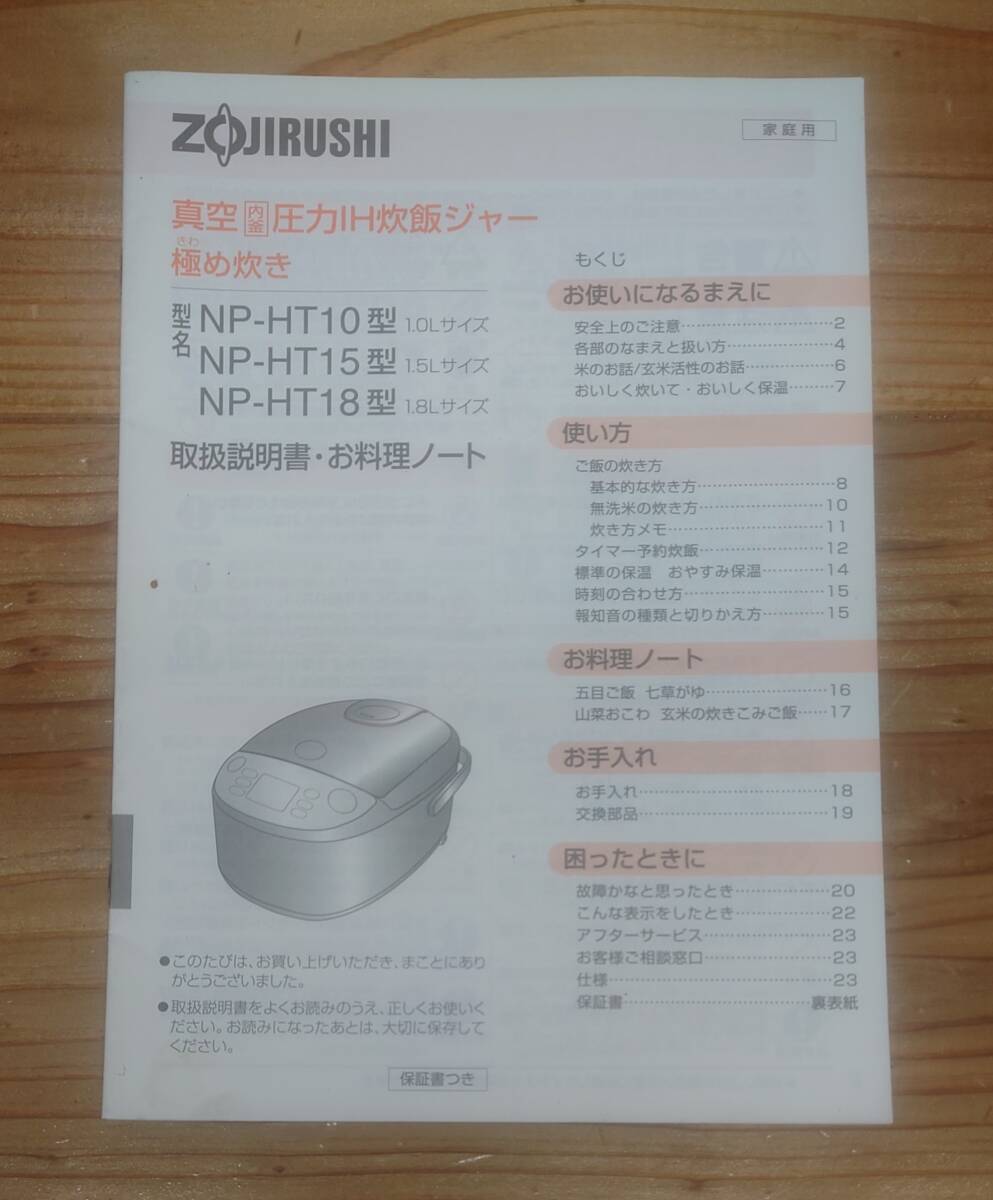 ZOJIRUSHI
家庭用
真空内釜圧力IH炊飯ジャー
きわ
極め炊き
型名
NP-HT10型 1.0Lサイズ
NP-HT15型 1.5Lサイズ
NP-HT18型 1.8Lサイズ
取扱説明書・お料理ノート
●このたびは、お買い上げいただき、まことにあり
がとうございました。
●取扱説明書をよくお読みのうえ、正しくお使いく
ださい。お読みになったあとは、大切に保存して
ください。
保証書つき
もくじ
お使いになるまえに
安全上のご注意……………………2
各部のなまえと扱い方……………4
米のお話/玄米活性のお話…………6
おいしく炊いて・おいしく保温……7
使い方
ご飯の炊き方
基本的な炊き方…………………8
無洗米の炊き方…………………10
炊き方メモ………………………11
タイマー予約炊飯…………………12
標準の保温 おやすみ保温…………14
時刻の合わせ方……………………15
報知音の種類と切りかえ方…………15
お料理ノート
五目ご飯 七草がゆ………………16
山菜おこわ 玄米の炊きこみご飯……17
お手入れ
お手入れ……………………………18
交換部品……………………………19
困ったときに
故障かなと思ったとき……………20
こんな表示をしたとき……………22
アフターサービス…………………23
お客様ご相談窓口…………………23
仕様…………………………………23
保証書……………………………裏表紙